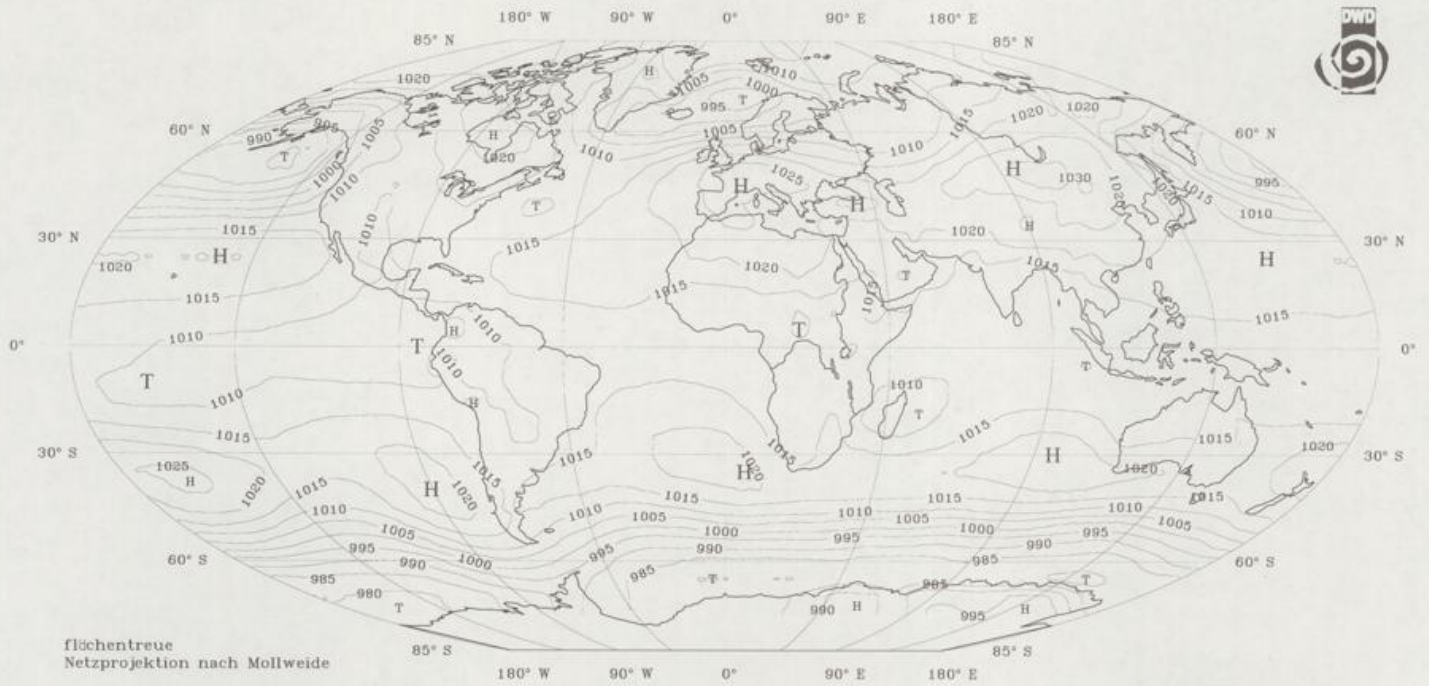 180° W 90° W 0° 90° E 180° E
DWD
85° N 85° N
1020 H 1005 1010
1000 1020 1020
995 T
60° N 990 995 1005 H 1005 1015 60° N
T 1020 1010 1010 H
1000 1010 H 1025 1030 1020 1020 1015 995
T H 1010
1010 H
30° N 1015 1020 30° N
H 1015 H
1020 1020 T 1015
1015 1015 1015
1010 H 1010 T 1015
0° T 0°
1010 T
T 1010 H 1010 T
1010
1015 1015 1015
30° S 1015 1015 H 1020 30° S
1025 1015 1020 H 1020
H 1020 H 1020
1015 1015 1015 1015
1010 1010 1005 1010 1005 1010 1005
1005 1000 995 1000
995 995 990 990 995
60° S 990 1000 60° S
985 985 T 985 T
980 T 990 H 995 H
flächentreue
Netzprojektion nach Mollweide
85° S 85° S
180° W 90° W 0° 90° E 180° E